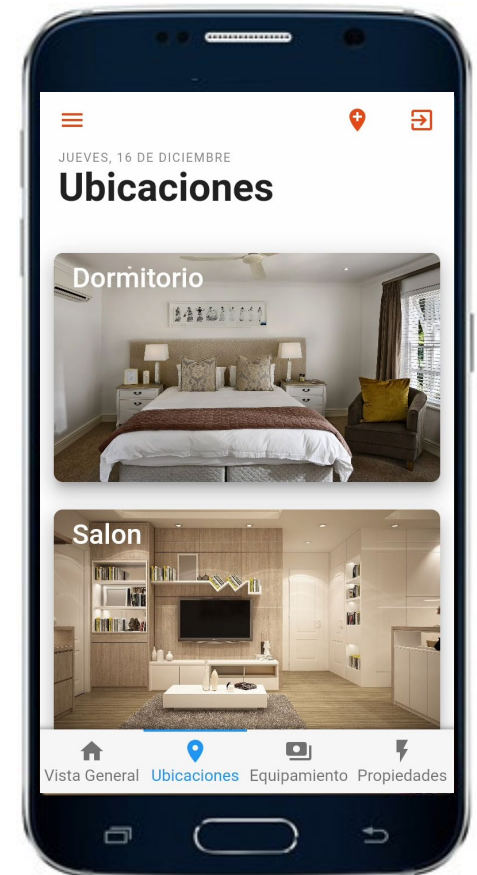 JUEVES, 16 DE DICIEMBRE
Ubicaciones
Dormitorio
Salon
Vista General
Ubicaciones
Equipamiento
Propiedades